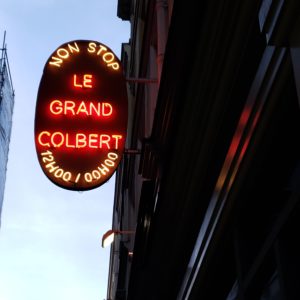 NON STOP
LE
GRAND
COLBERT
12H00/00H00